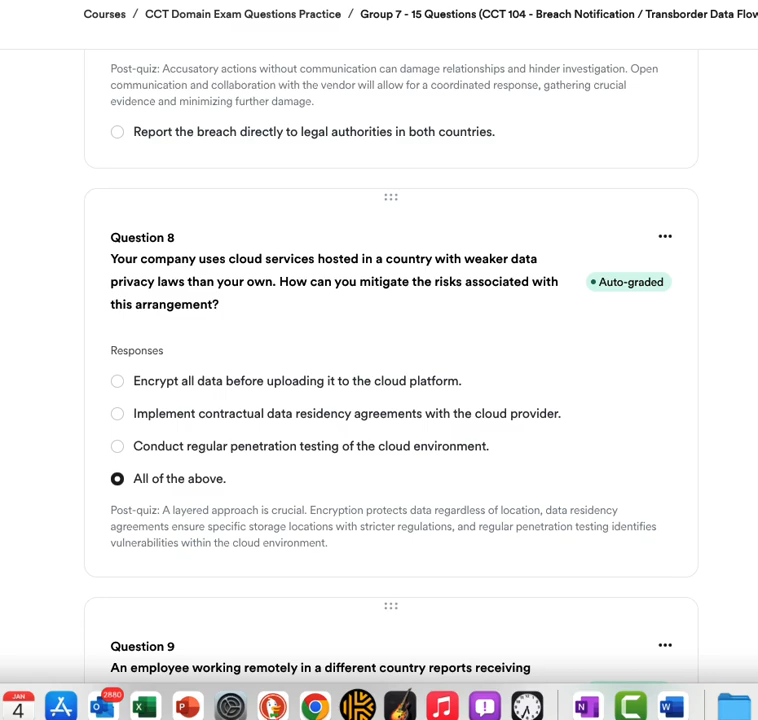 Courses / CCT Domain Exam Questions Practice / Group 7 - 15 Questions (CCT 104 - Breach Notification / Transborder Data Flow
Post-quiz: Accusatory actions without communication can damage relationships and hinder investigation. Open
communication and collaboration with the vendor will allow for a coordinated response, gathering crucial
evidence and minimizing further damage.
Report the breach directly to legal authorities in both countries.
Question 8
Your company uses cloud services hosted in a country with weaker data
privacy laws than your own. How can you mitigate the risks associated with
this arrangement?
Auto-graded
Responses
Encrypt all data before uploading it to the cloud platform.
Implement contractual data residency agreements with the cloud provider.
Conduct regular penetration testing of the cloud environment.
All of the above.
Post-quiz: A layered approach is crucial. Encryption protects data regardless of location, data residency
agreements ensure specific storage locations with stricter regulations, and regular penetration testing identifies
vulnerabilities within the cloud environment.
Question 9
An employee working remotely in a different country reports receiving
JAN
4
2880